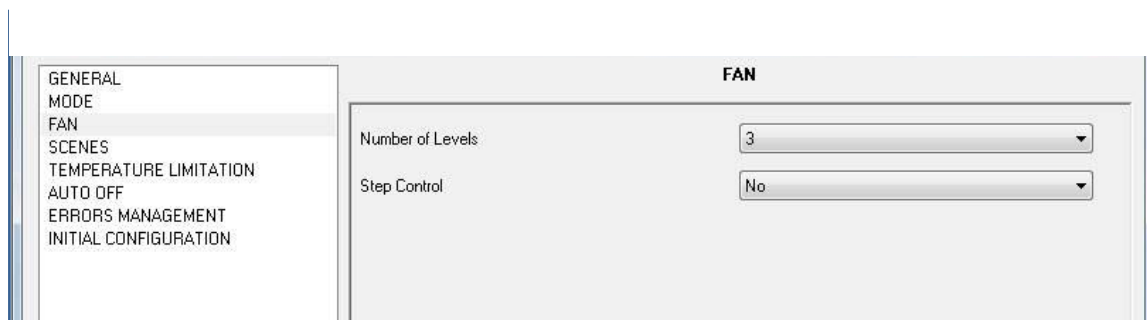 GENERAL
MODE
FAN
SCENES
TEMPERATURE LIMITATION
AUTO OFF
ERRORS MANAGEMENT
INITIAL CONFIGURATION
FAN
Number of Levels 3
Step Control No